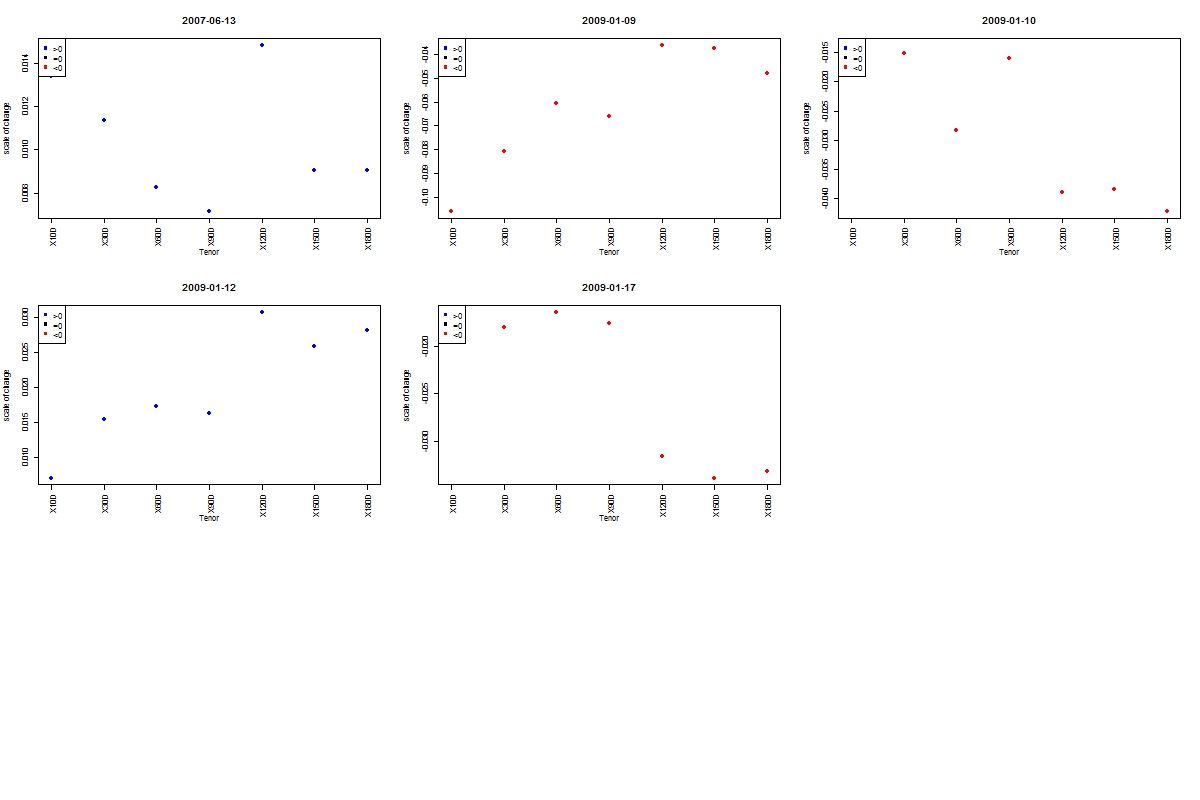 2007-06-13
>0
=0
<0
scale of change
0.008
0.010
0.012
0.014
X100
X300
X600
X900
X1200
X1500
X1800
Tenor
2009-01-09
>0
=0
<0
scale of change
-0.10
-0.09
-0.08
-0.07
-0.06
-0.05
-0.04
X100
X300
X600
X900
X1200
X1500
X1800
Tenor
2009-01-10
>0
=0
<0
scale of change
-0.040
-0.035
-0.030
-0.025
-0.020
-0.015
X100
X300
X600
X900
X1200
X1500
X1800
Tenor
2009-01-12
>0
=0
<0
scale of change
0.010
0.015
0.020
0.025
0.030
X100
X300
X600
X900
X1200
X1500
X1800
Tenor
2009-01-17
>0
=0
<0
scale of change
-0.030
-0.025
-0.020
X100
X300
X600
X900
X1200
X1500
X1800
Tenor